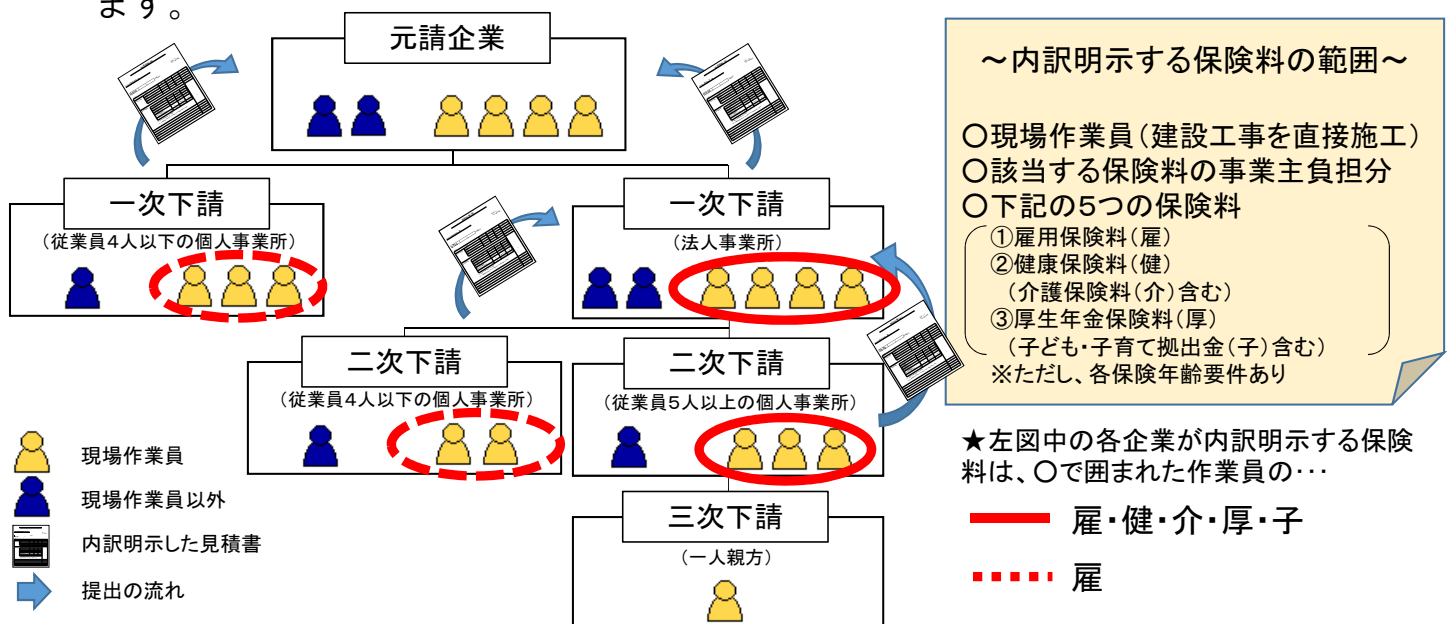 ます。
元請企業
一次下請
(従業員4人以下の個人事業所)
一次下請
(法人事業所)
二次下請
(従業員4人以下の個人事業所)
二次下請
(従業員5人以上の個人事業所)
三次下請
(一人親方)
現場作業員
現場作業員以外
内訳明示した見積書
提出の流れ
～内訳明示する保険料の範囲～
〇現場作業員(建設工事を直接施工)
〇該当する保険料の事業主負担分
〇下記の5つの保険料
①雇用保険料(雇)
②健康保険料(健)
(介護保険料(介)含む)
③厚生年金保険料(厚)
(子ども・子育て拠出金(子)含む)
※ただし、各保険年齢要件あり
★左図中の各企業が内訳明示する保険
料は、〇で囲まれた作業員の…
雇・健・介・厚・子
雇